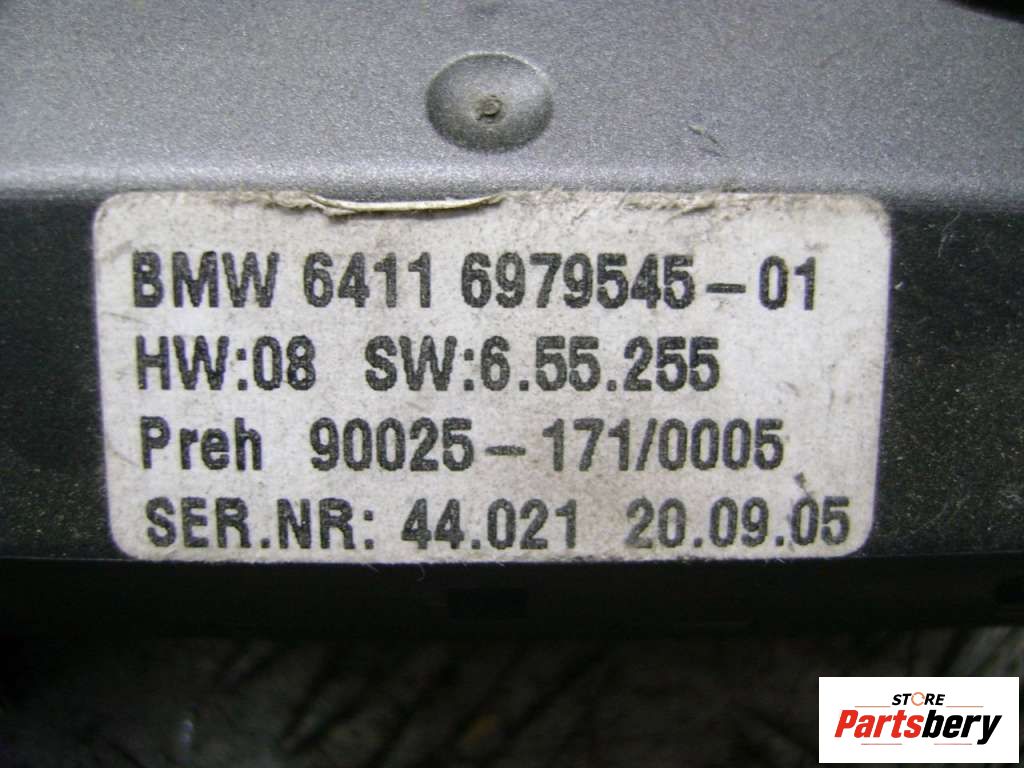 BMW 6411 6979545-01
HW:08 SW:6.55.255
Preh 90025-171/0005
SER.NR: 44.021 20.09.05
STORE
Partsbery